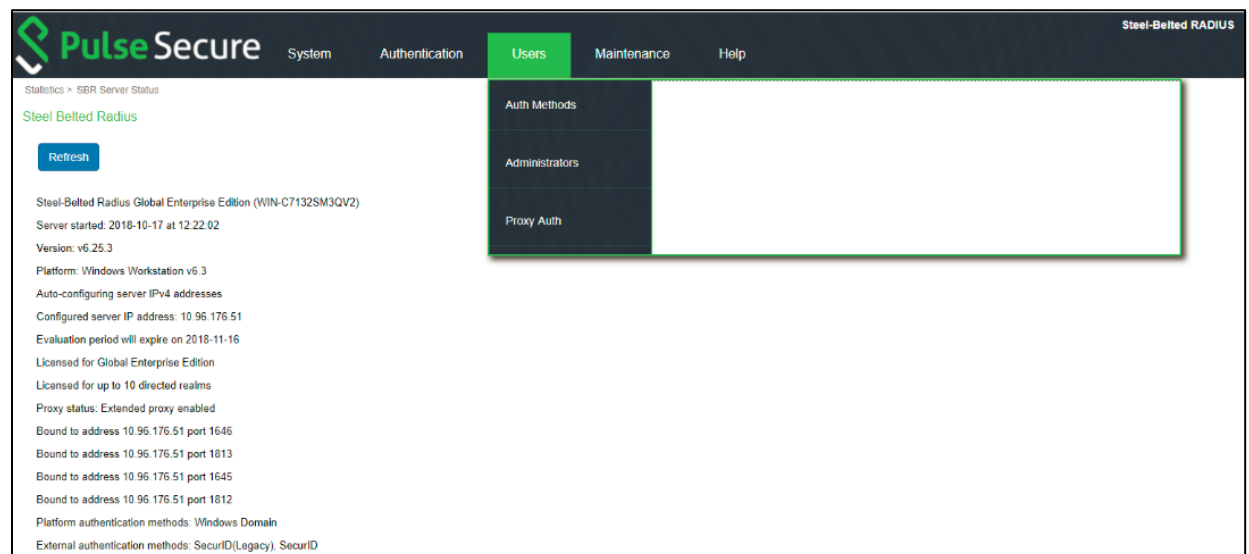 Steel-Belted RADIUS
Pulse Secure
System Authentication Users Maintenance Help
Statistics > SBR Server Status
Steel Belted Radius
Auth Methods
Administrators
Proxy Auth
Refresh
Steel-Belted Radius Global Enterprise Edition (WIN-C7132SM3QV2)
Server started: 2018-10-17 at 12:22:02
Version: v6.25.3
Platform: Windows Workstation v6.3
Auto-configuring server IPv4 addresses
Configured server IP address: 10.96.176.51
Evaluation period will expire on 2018-11-16
Licensed for Global Enterprise Edition
Licensed for up to 10 directed realms
Proxy status: Extended proxy enabled
Bound to address 10.96.176.51 port 1646
Bound to address 10.96.176.51 port 1813
Bound to address 10.96.176.51 port 1645
Bound to address 10.96.176.51 port 1812
Platform authentication methods: Windows Domain
External authentication methods: SecurID(Legacy), SecurID